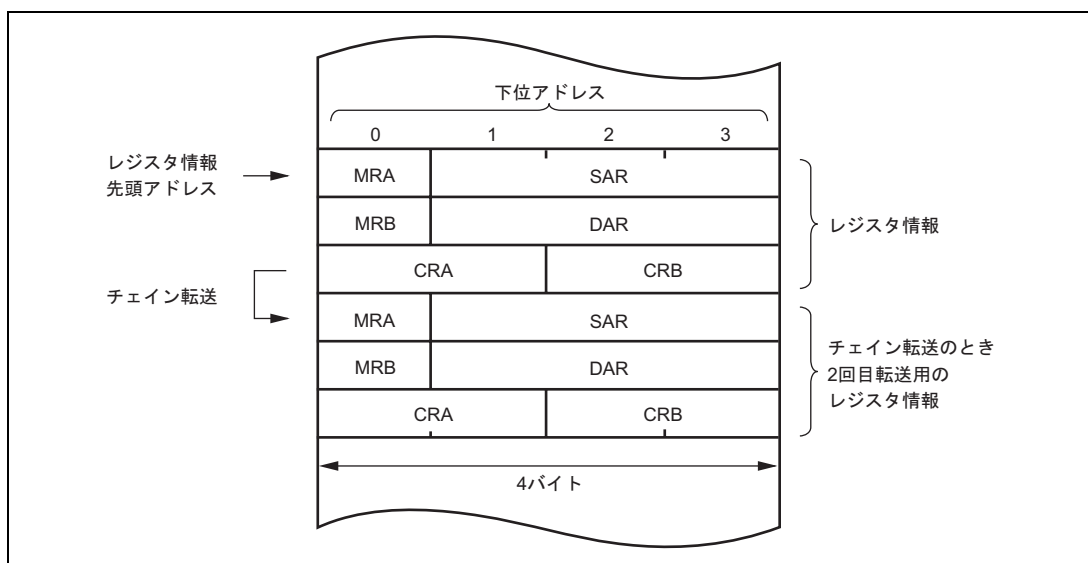 下位アドレス
0 1 2 3
レジスタ情報
先頭アドレス
MRA SAR
MRB DAR
CRA CRB
レジスタ情報
チェイン転送
MRA SAR
MRB DAR
CRA CRB
チェイン転送のとき
2回目転送用の
レジスタ情報
4バイト